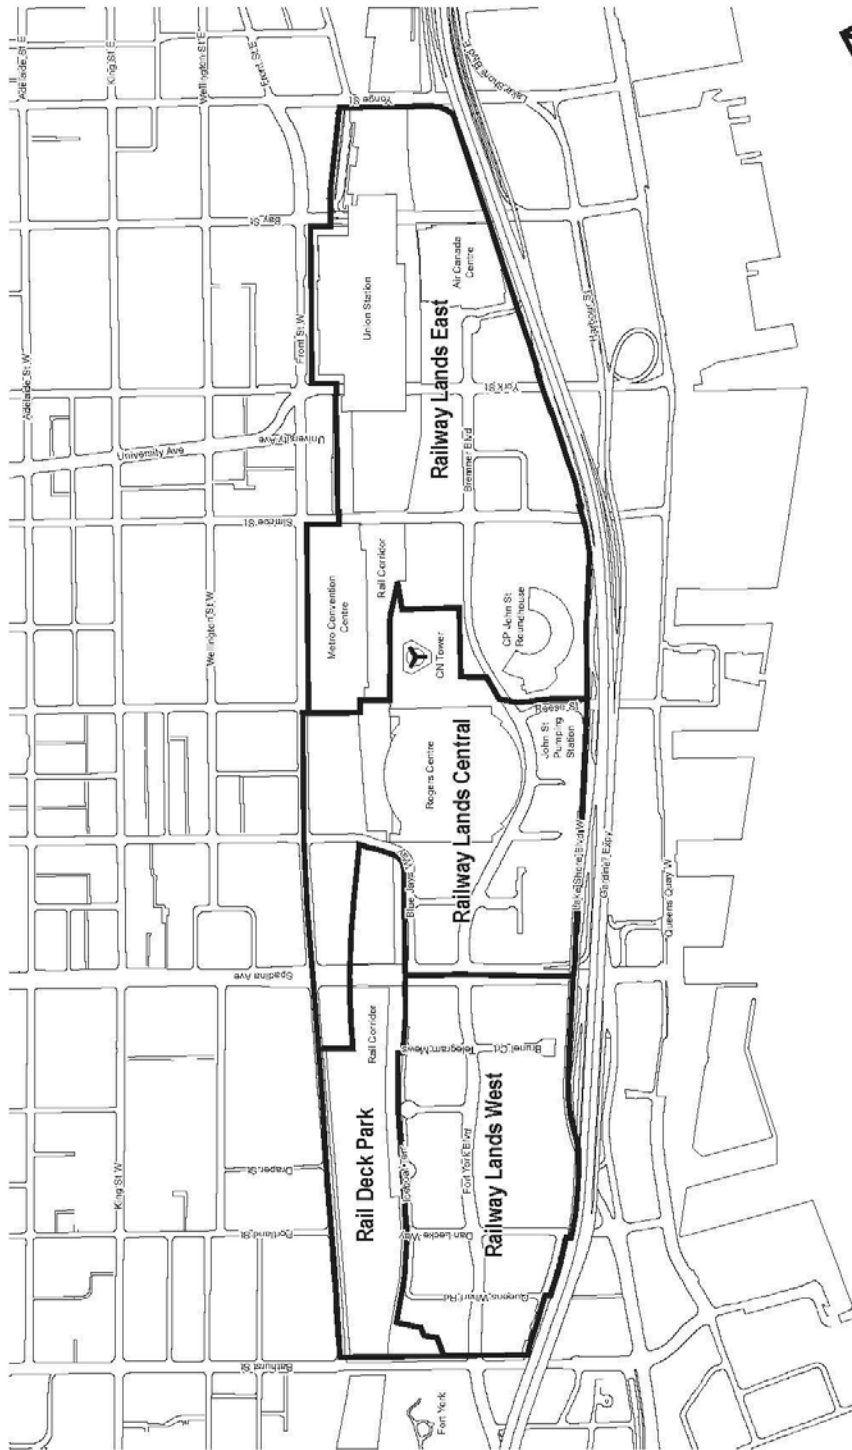 Adelaide St E
King St E
Wellington St E
Front St E
Lake Shore Blvd E
Yonge St
Bay St
Adelaide St W
Front St W
Union Station
Air Canada
Centre
Railway Lands East
Harbour St
York St
University Ave
University Ave
Bremner Blvd
Simcoe St
Wellington St W
Metro Convention
Centre
Rail Corridor
CN Tower
CP John St
Roundhouse
Rees St
John St
Pumping
Station
Rogers Centre
Railway Lands Central
Blue Jays Way
Lake Shore Blvd W
Gardiner Expy
Queens Quay W
Spadina Ave
Rail Corridor
Telegram Mews
Brunel Crt
Rail Deck Park
Railway Lands West
Fort York Blvd
Draper St
King St W
Portland St
Dan Leckie Way
Queens Wharf Rd
Bathurst St
Fort York